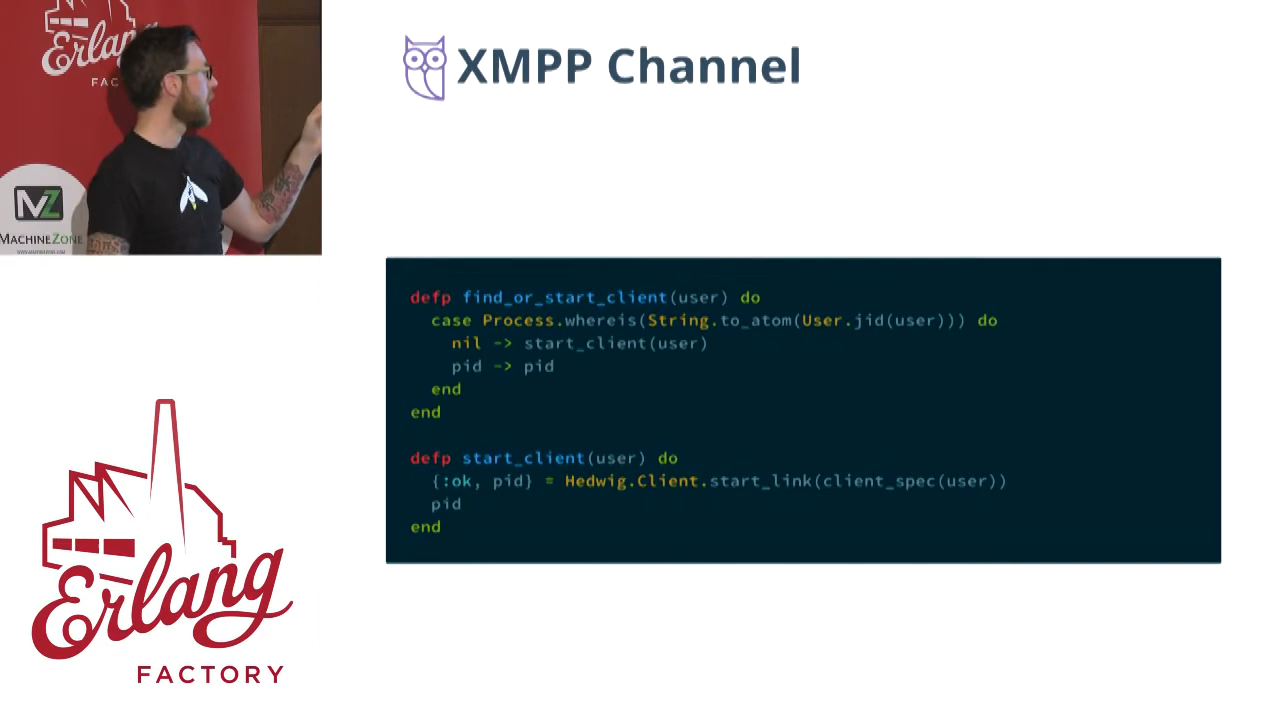 Erlang
FAC
MZ
MACHINEZONE
XMPP Channel
defp find_or_start_client(user) do
  case Process.whereis(String.to_atom(User.jid(user))) do
    nil -> start_client(user)
    pid -> pid
  end
end
defp start_client(user) do
  {:ok, pid} = Hedwig.Client.start_link(client_spec(user))
  pid
end
Erlang
FACTORY